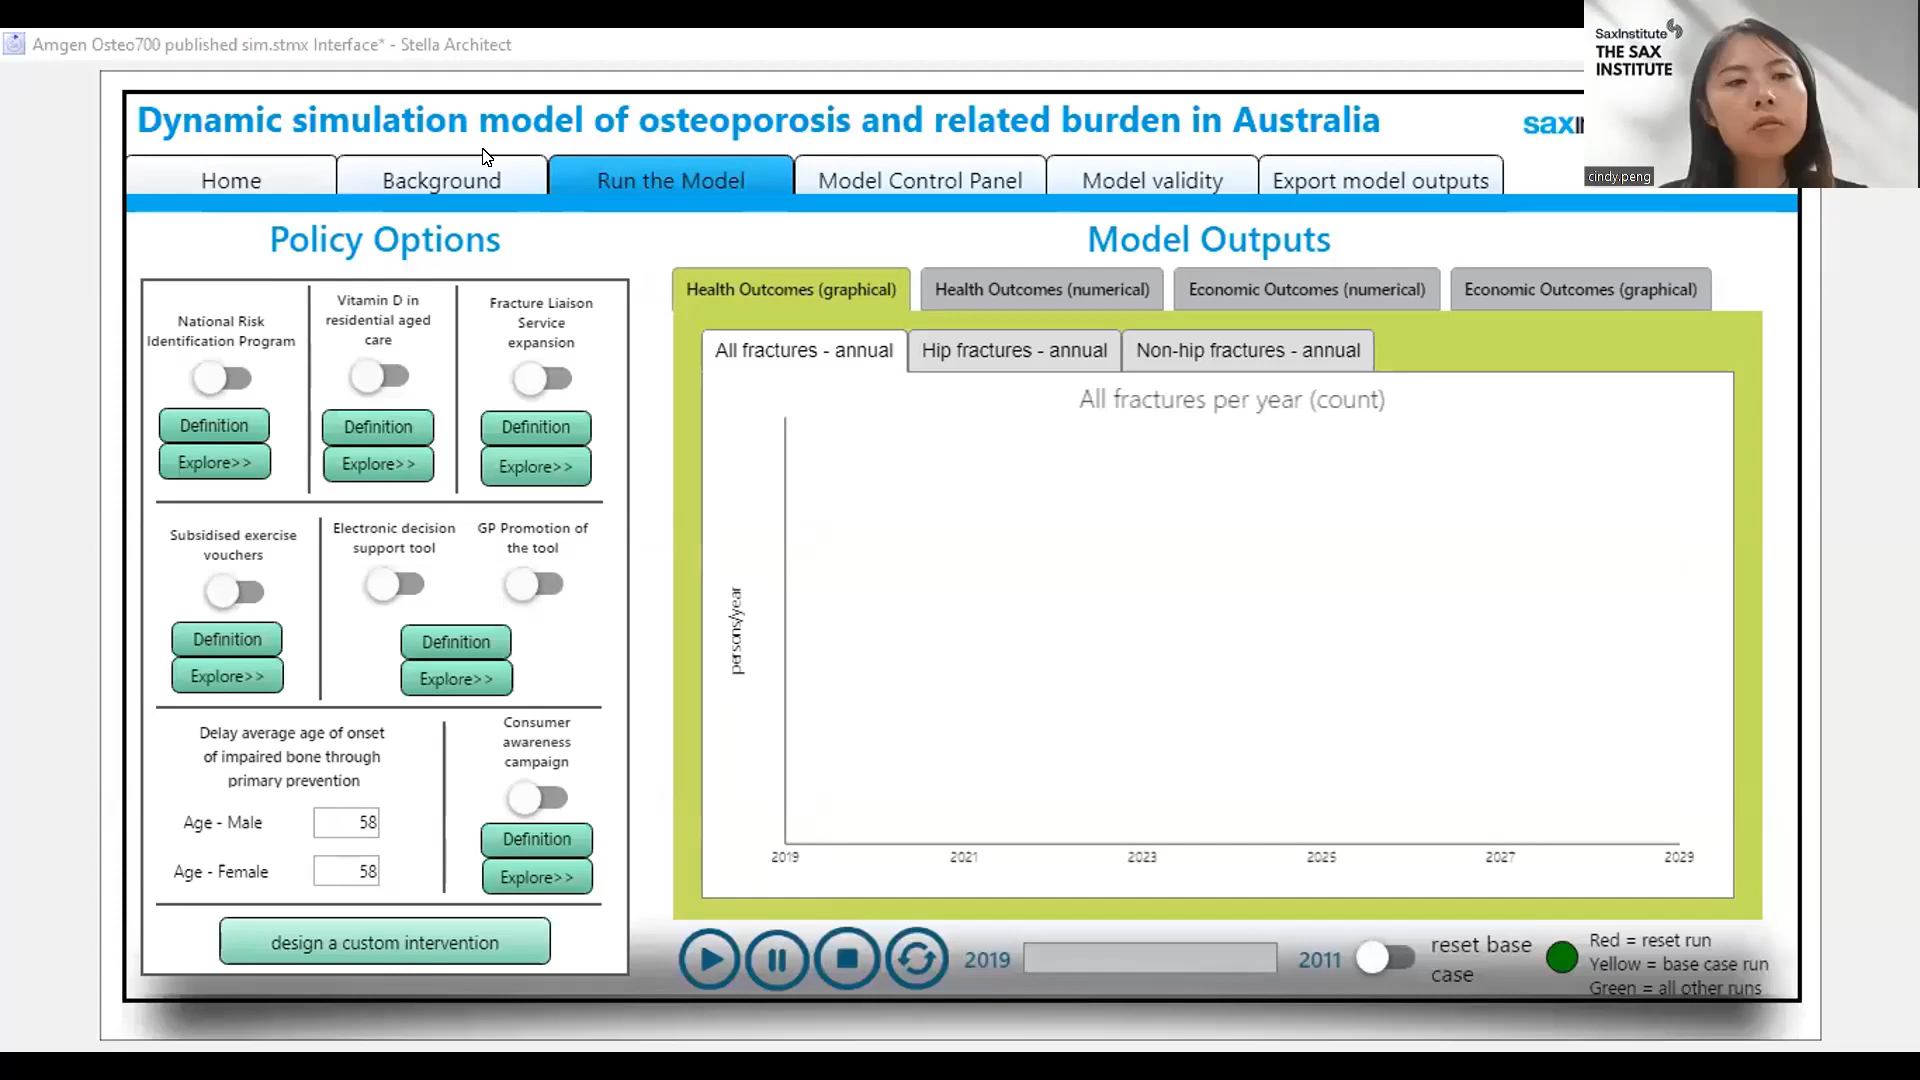 Amgen Osteo700 published sim.stmx Interface* - Stella Architect
SaxInstitute
THE SAX
INSTITUTE
cindy.peng
Dynamic simulation model of osteoporosis and related burden in Australia
Home
Background
Run the Model
Model Control Panel
Model validity
Export model outputs
Policy Options
National Risk
Identification Program
Definition
Explore>>
Vitamin D in
residential aged
care
Definition
Explore>>
Fracture Liaison
Service
expansion
Definition
Explore>>
Subsidised exercise
vouchers
Definition
Explore>>
Electronic decision
support tool
GP Promotion of
the tool
Definition
Explore>>
Delay average age of onset
of impaired bone through
primary prevention
Age - Male 58
Age - Female 58
Consumer
awareness
campaign
Definition
Explore>>
design a custom intervention
Model Outputs
Health Outcomes (graphical)
Health Outcomes (numerical)
Economic Outcomes (numerical)
Economic Outcomes (graphical)
All fractures - annual
Hip fractures - annual
Non-hip fractures - annual
All fractures per year (count)
persons/year
2019 2021 2023 2025 2027 2029
2019
2011
reset base
case
Red = reset run
Yellow = base case run
Green = all other runs